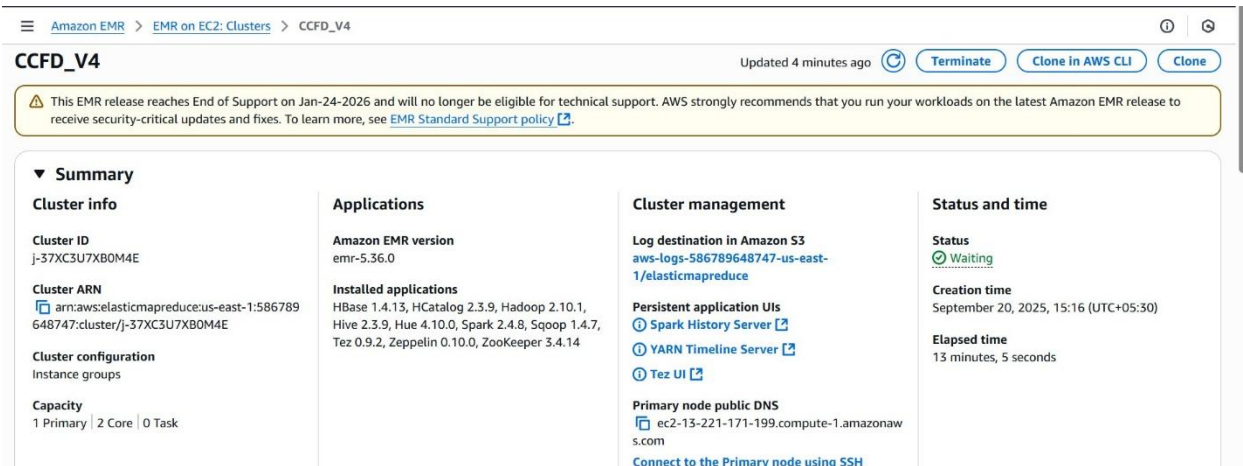 Amazon EMR > EMR on EC2: Clusters > CCFD_V4
CCFD_V4
Updated 4 minutes ago
Terminate
Clone in AWS CLI
Clone
This EMR release reaches End of Support on Jan-24-2026 and will no longer be eligible for technical support. AWS strongly recommends that you run your workloads on the latest Amazon EMR release to
receive security-critical updates and fixes. To learn more, see EMR Standard Support policy.
Summary
Cluster info
Cluster ID
j-37XC3U7XB0M4E
Cluster ARN
arn:aws:elasticmapreduce:us-east-1:586789
648747:cluster/j-37XC3U7XB0M4E
Cluster configuration
Instance groups
Capacity
1 Primary | 2 Core | 0 Task
Applications
Amazon EMR version
emr-5.36.0
Installed applications
HBase 1.4.13, HCatalog 2.3.9, Hadoop 2.10.1,
Hive 2.3.9, Hue 4.10.0, Spark 2.4.8, Sqoop 1.4.7,
Tez 0.9.2, Zeppelin 0.10.0, ZooKeeper 3.4.14
Cluster management
Log destination in Amazon S3
aws-logs-586789648747-us-east-
1/elasticmapreduce
Persistent application UIs
Spark History Server
YARN Timeline Server
Tez UI
Primary node public DNS
ec2-13-221-171-199.compute-1.amazonaw
s.com
Connect to the Primary node using SSH
Status and time
Status
Waiting
Creation time
September 20, 2025, 15:16 (UTC+05:30)
Elapsed time
13 minutes, 5 seconds